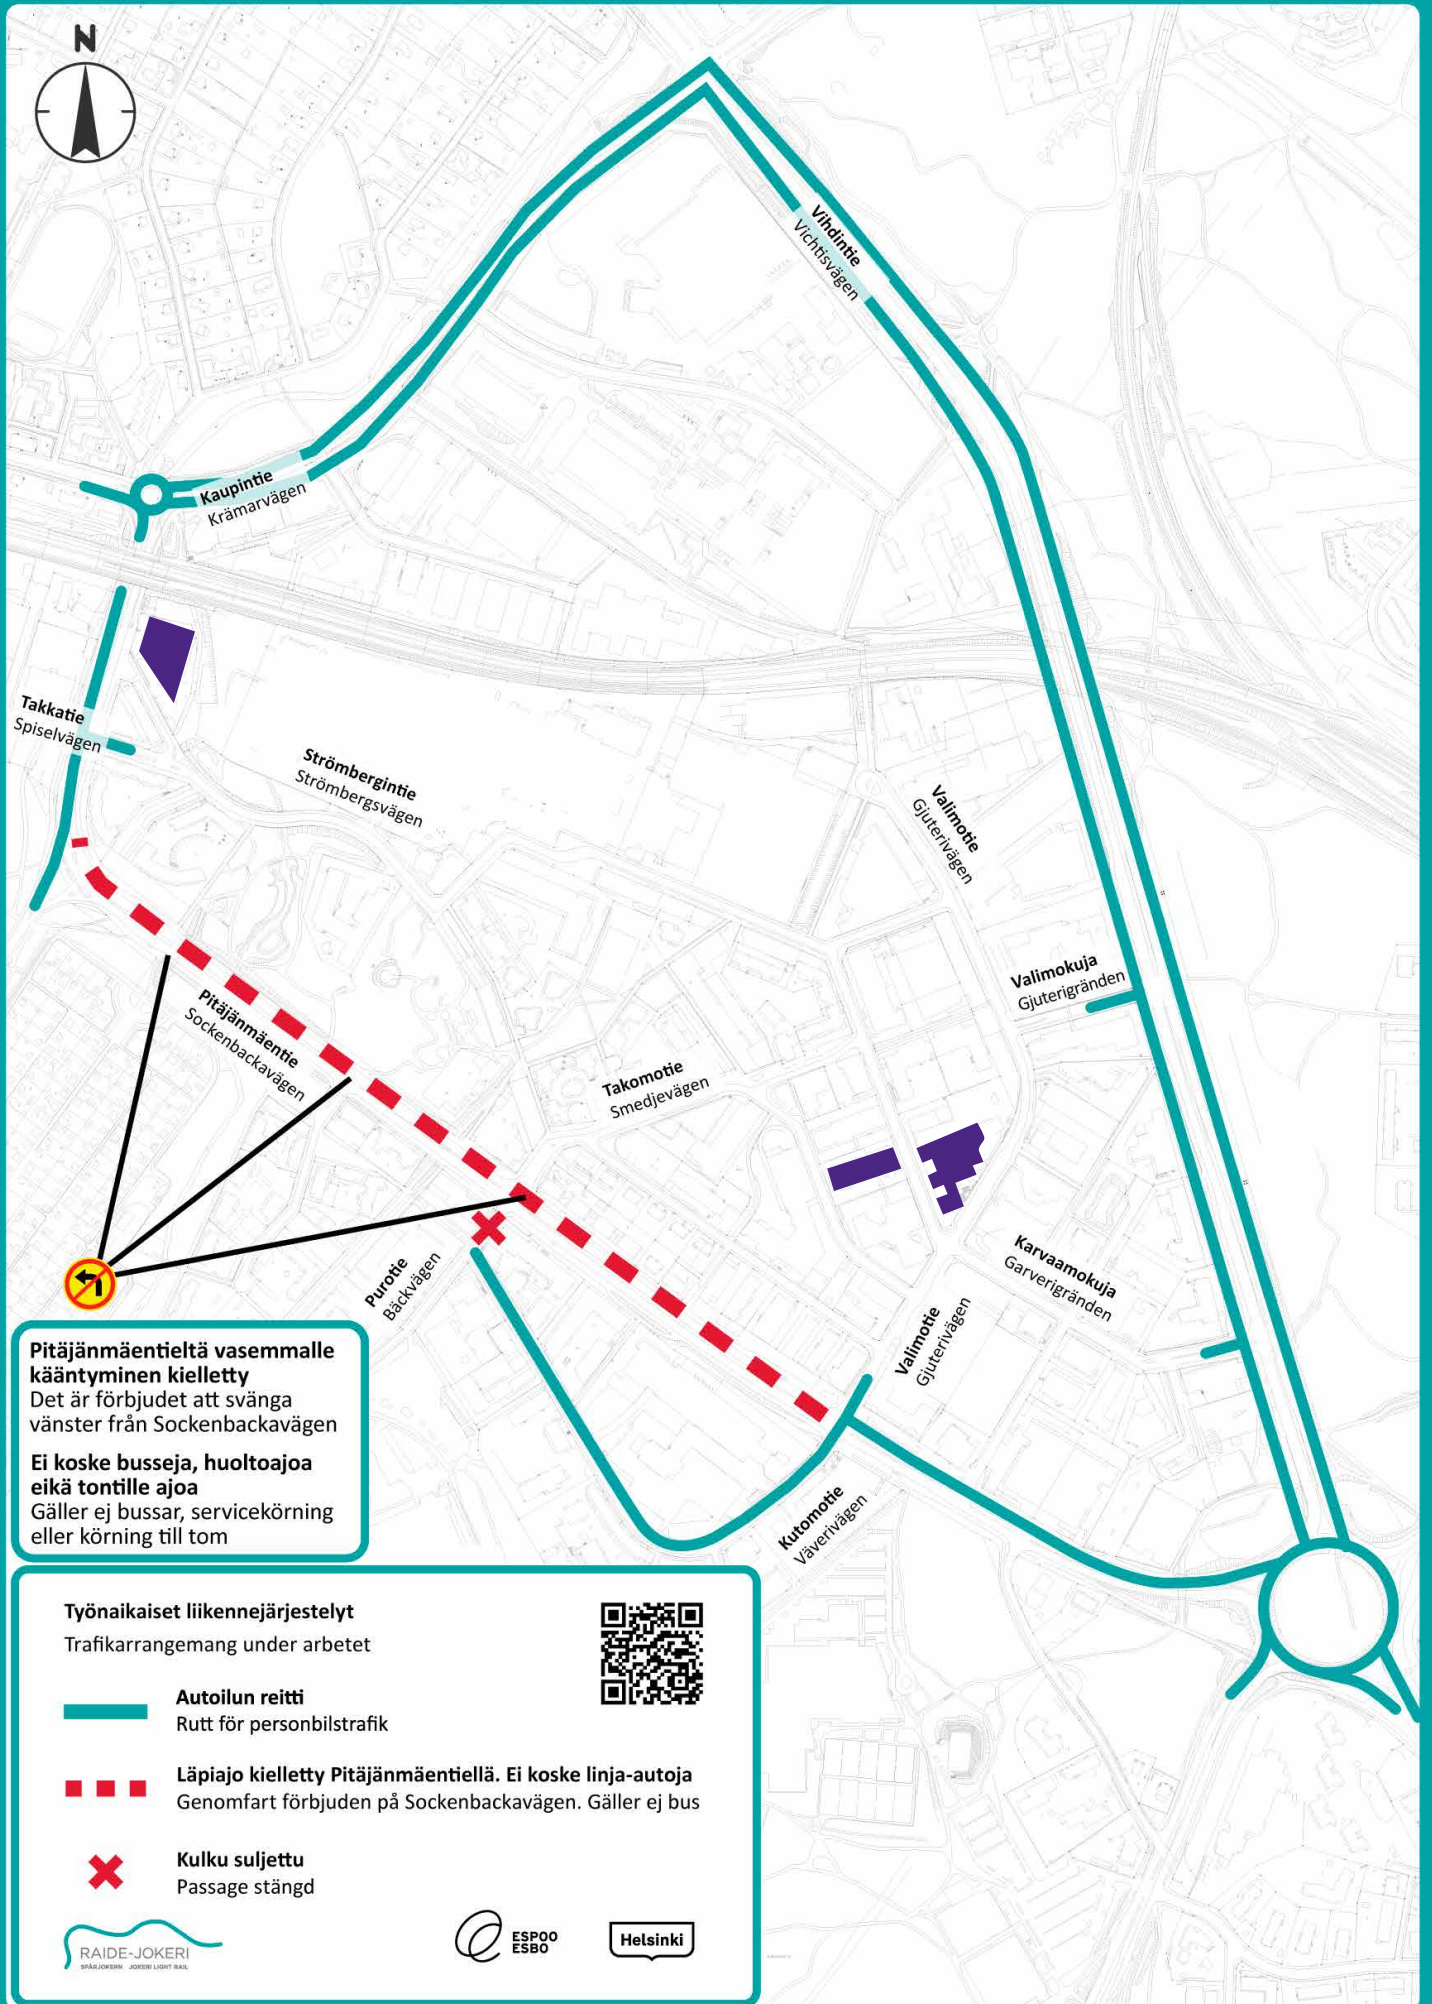 N
Vihdintie
Vichtisvägen
Kaupintie
Krämarvägen
Takkatie
Spiselvägen
Strömbergintie
Strömbergsvägen
Valimotie
Gjuterivägen
Valimokuja
Gjuterigränden
Pitäjänmäentie
Sockenbackavägen
Takomotie
Smedjevägen
Karvaamokuja
Garverigränden
Purotie
Bäckvägen
Valimotie
Gjuterivägen
Kutomotie
Väverivägen
Pitäjänmäentieltä vasemmalle
kääntyminen kielletty
Det är förbjudet att svänga
vänster från Sockenbackavägen
Ei koske busseja, huoltoajoa
eikä tontille ajoa
Gäller ej bussar, servicekörning
eller körning till tom
Työnaikaiset liikennejärjestelyt
Trafikarrangemang under arbetet
Autoilun reitti
Rutt för personbilstrafik
Läpiajo kielletty Pitäjänmäentiellä. Ei koske linja-autoja
Genomfart förbjuden på Sockenbackavägen. Gäller ej bus
Kulku suljettu
Passage stängd
RAIDE-JOKERI
SPÅRJOKERN JOKERI LIGHT RAIL
ESPOO
ESBO
Helsinki